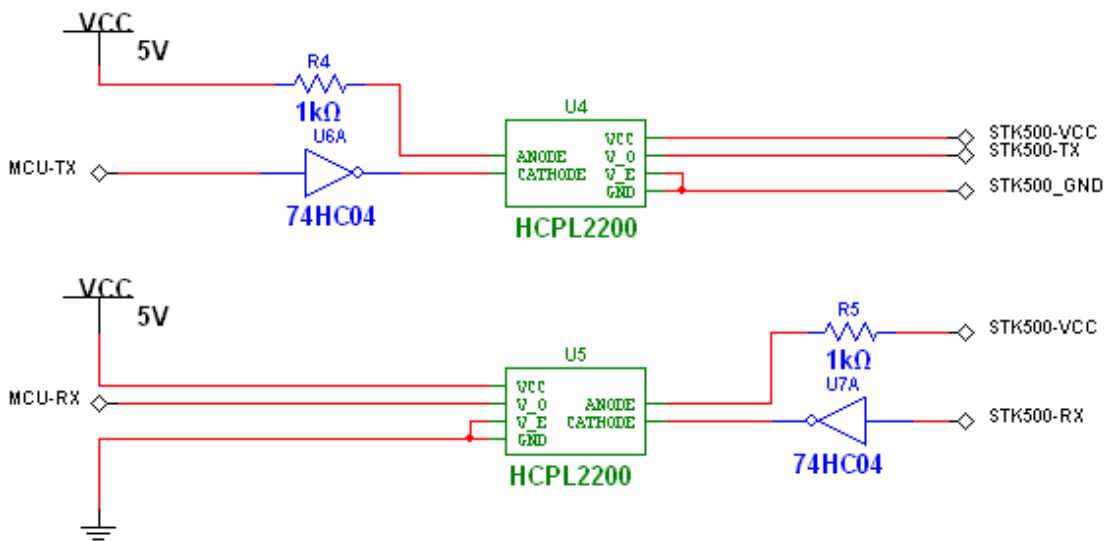 VCC
5V
R4
1kΩ
U6A
MCU-TX
74HC04
U4
ANODE
CATHODE
VCC
V_O
V_E
GND
HCPL2200
STK500-VCC
STK500-TX
STK500_GND
VCC
5V
MCU-RX
U5
VCC
V_O
V_E
GND
ANODE
CATHODE
HCPL2200
R5
1kΩ
U7A
74HC04
STK500-VCC
STK500-RX